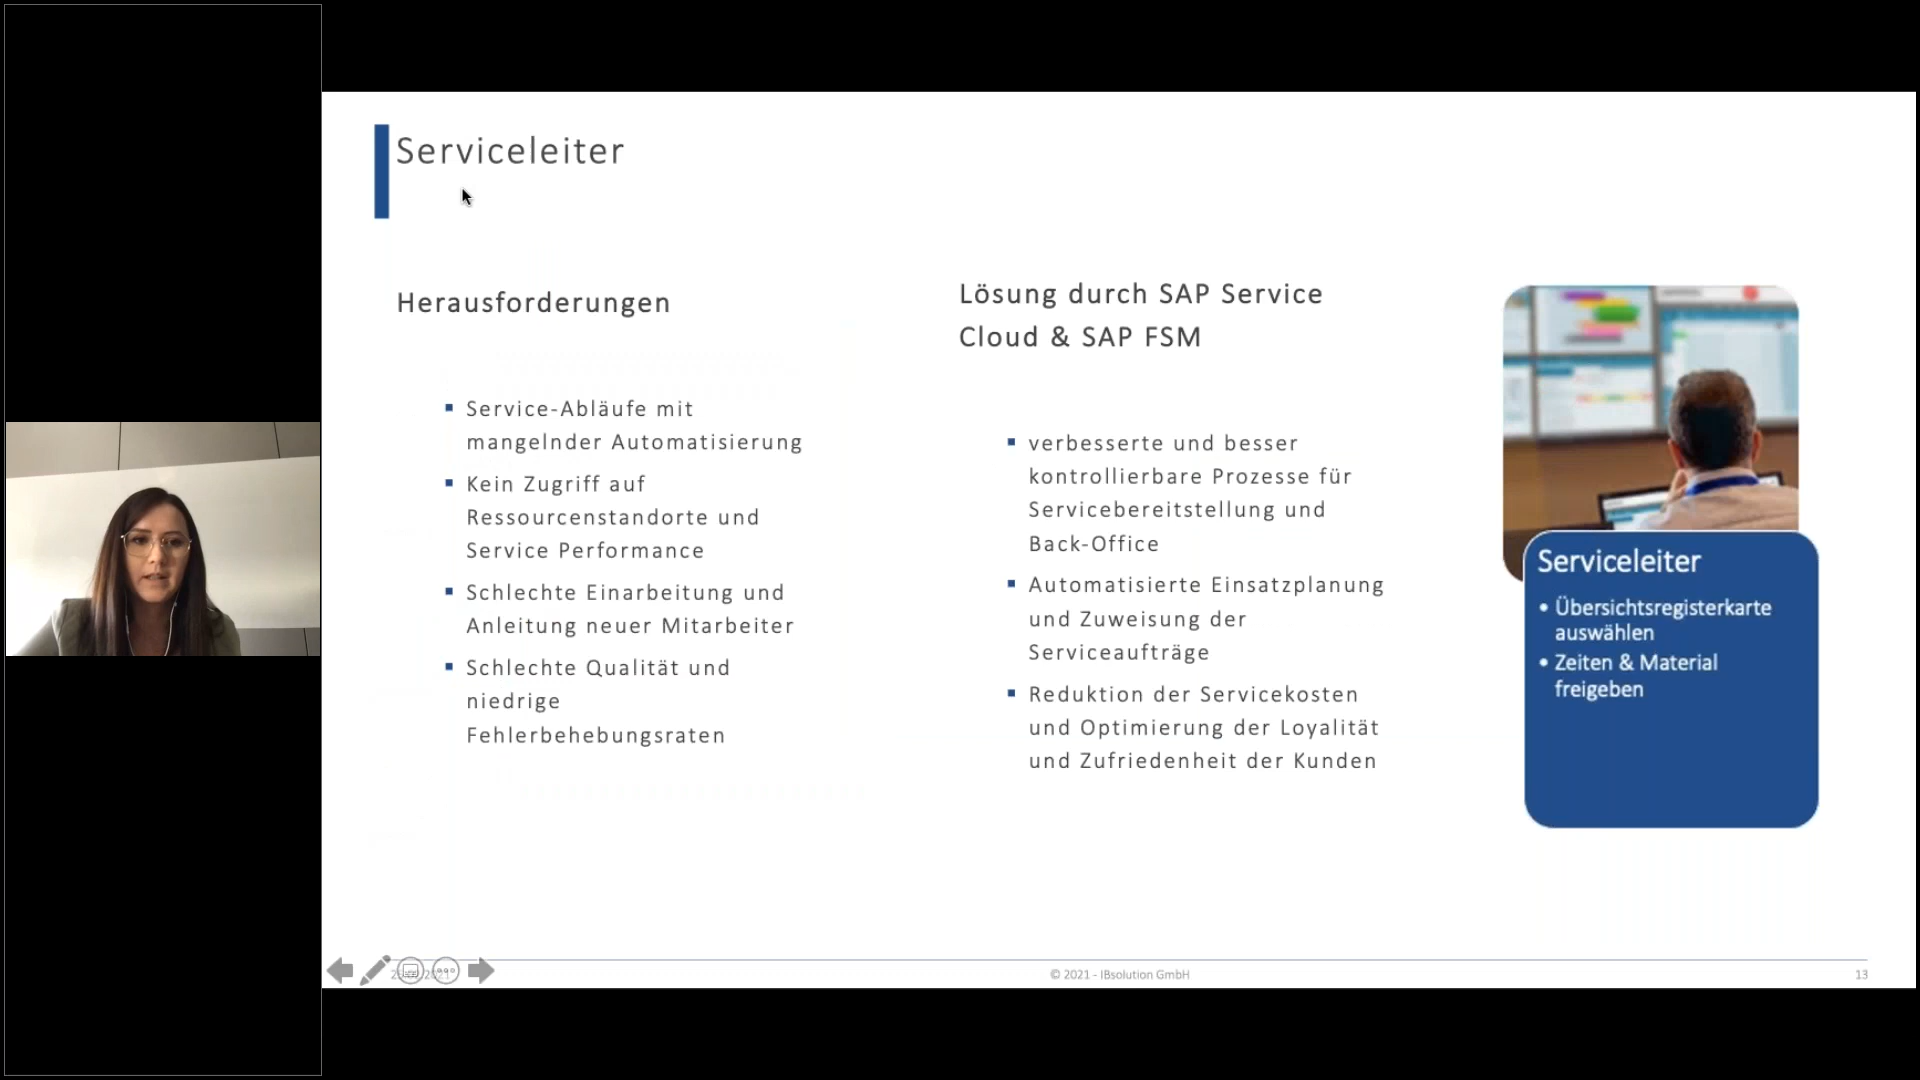 Serviceleiter
Herausforderungen
Service-Abläufe mit
mangelnder Automatisierung
Kein Zugriff auf
Ressourcenstandorte und
Service Performance
Schlechte Einarbeitung und
Anleitung neuer Mitarbeiter
Schlechte Qualität und
niedrige
Fehlerbehebungsraten
Lösung durch SAP Service
Cloud & SAP FSM
verbesserte und besser
kontrollierbare Prozesse für
Servicebereitstellung und
Back-Office
Automatisierte Einsatzplanung
und Zuweisung der
Serviceaufträge
Reduktion der Servicekosten
und Optimierung der Loyalität
und Zufriedenheit der Kunden
Serviceleiter
• Übersichtsregisterkarte
auswählen
• Zeiten & Material
freigeben
© 2021 - IBsolution GmbH
13